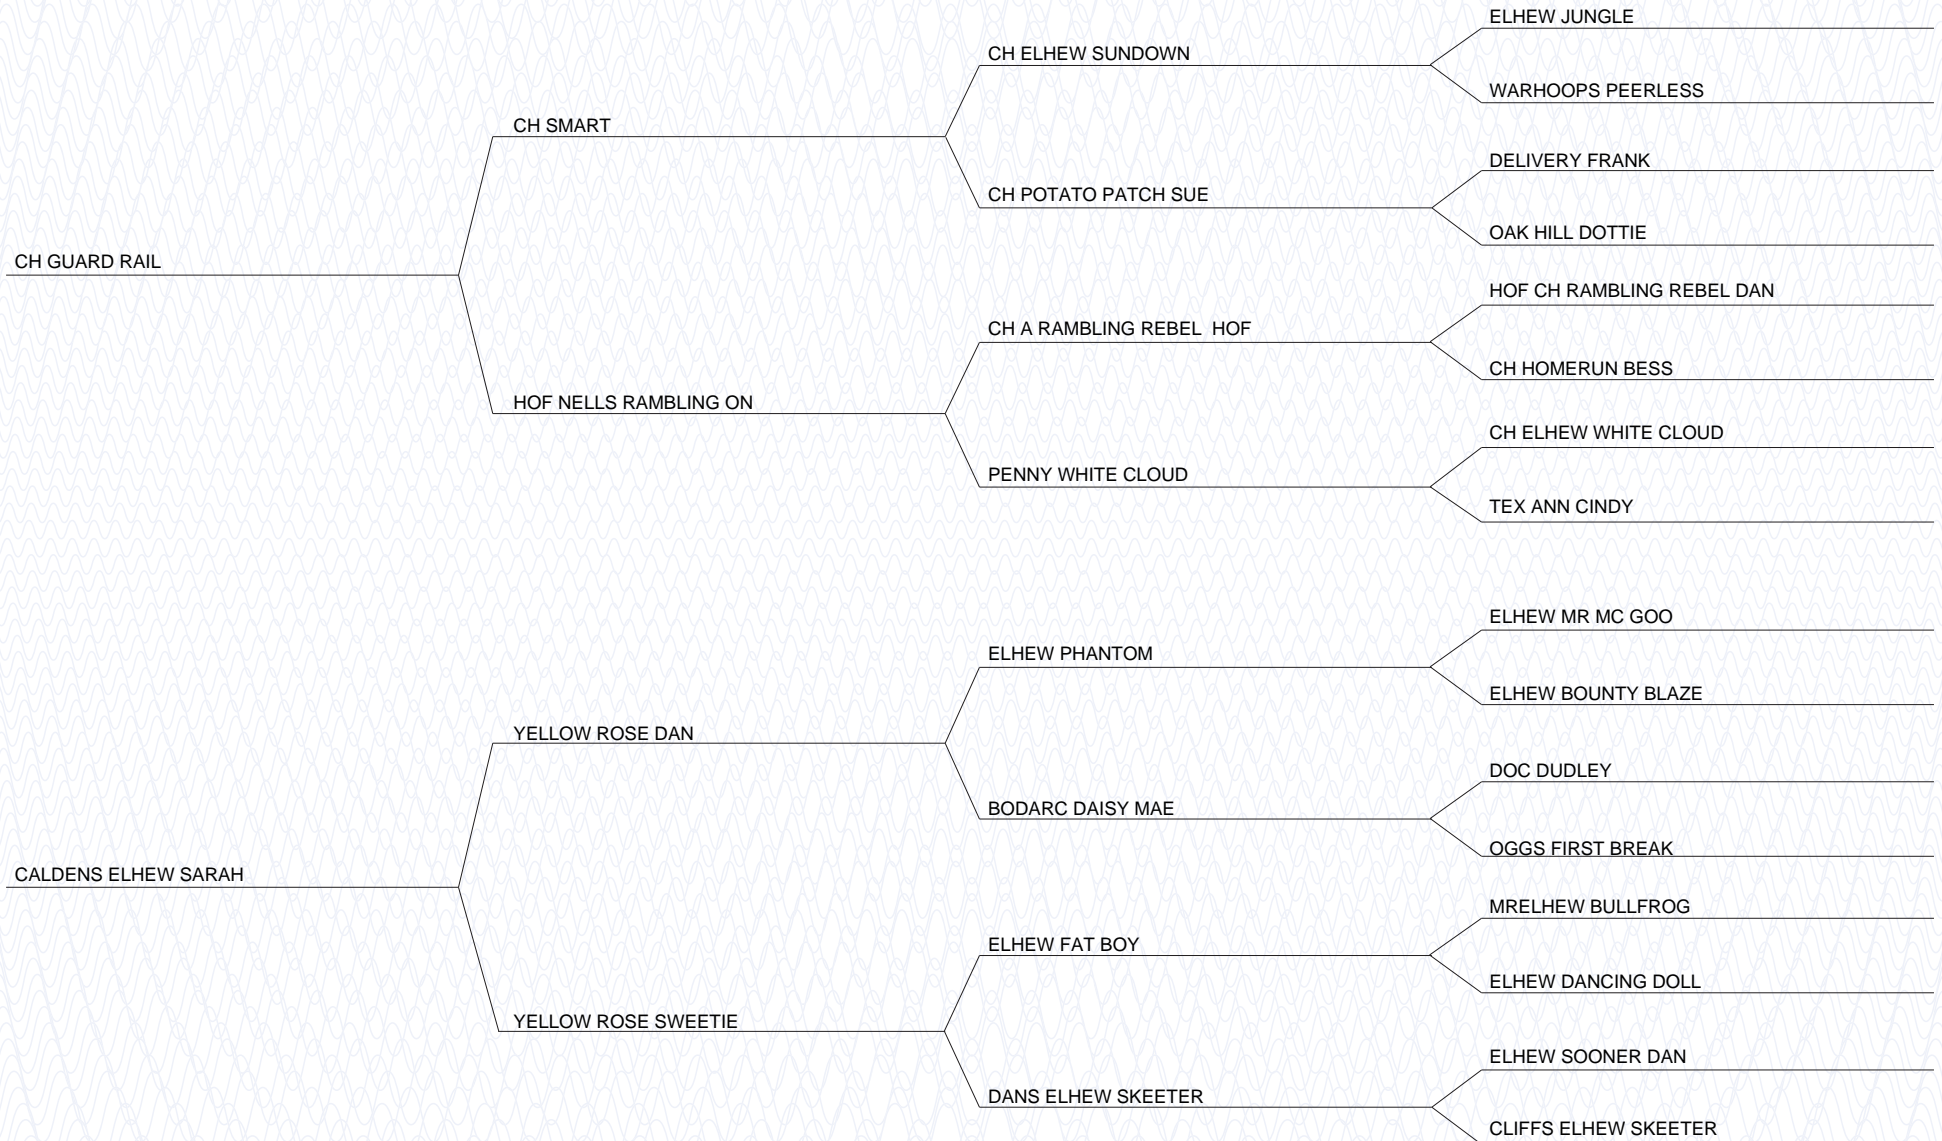 ELHEW JUNGLE
CH ELHEW SUNDOWN
WARHOOPS PEERLESS
CH SMART
DELIVERY FRANK
CH POTATO PATCH SUE
OAK HILL DOTTIE
CH GUARD RAIL
HOF CH RAMBLING REBEL DAN
CH A RAMBLING REBEL  HOF
CH HOMERUN BESS
HOF NELLS RAMBLING ON
CH ELHEW WHITE CLOUD
PENNY WHITE CLOUD
TEX ANN CINDY
ELHEW MR MC GOO
ELHEW PHANTOM
ELHEW BOUNTY BLAZE
YELLOW ROSE DAN
DOC DUDLEY
BODARC DAISY MAE
OGGS FIRST BREAK
CALDENS ELHEW SARAH
MRELHEW BULLFROG
ELHEW FAT BOY
ELHEW DANCING DOLL
YELLOW ROSE SWEETIE
ELHEW SOONER DAN
DANS ELHEW SKEETER
CLIFFS ELHEW SKEETER